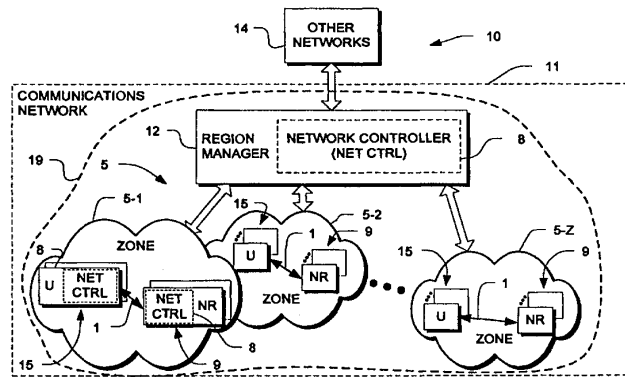 14
OTHER
NETWORKS
10
11
COMMUNICATIONS
NETWORK
12
REGION
MANAGER
NETWORK CONTROLLER
(NET CTRL)
8
19
5
5-1
ZONE
8
U
NET
CTRL
1
NET
CTRL
NR
15
9
8
15
5-2
9
1
U
NR
ZONE
5-Z
15
9
1
U
NR
ZONE